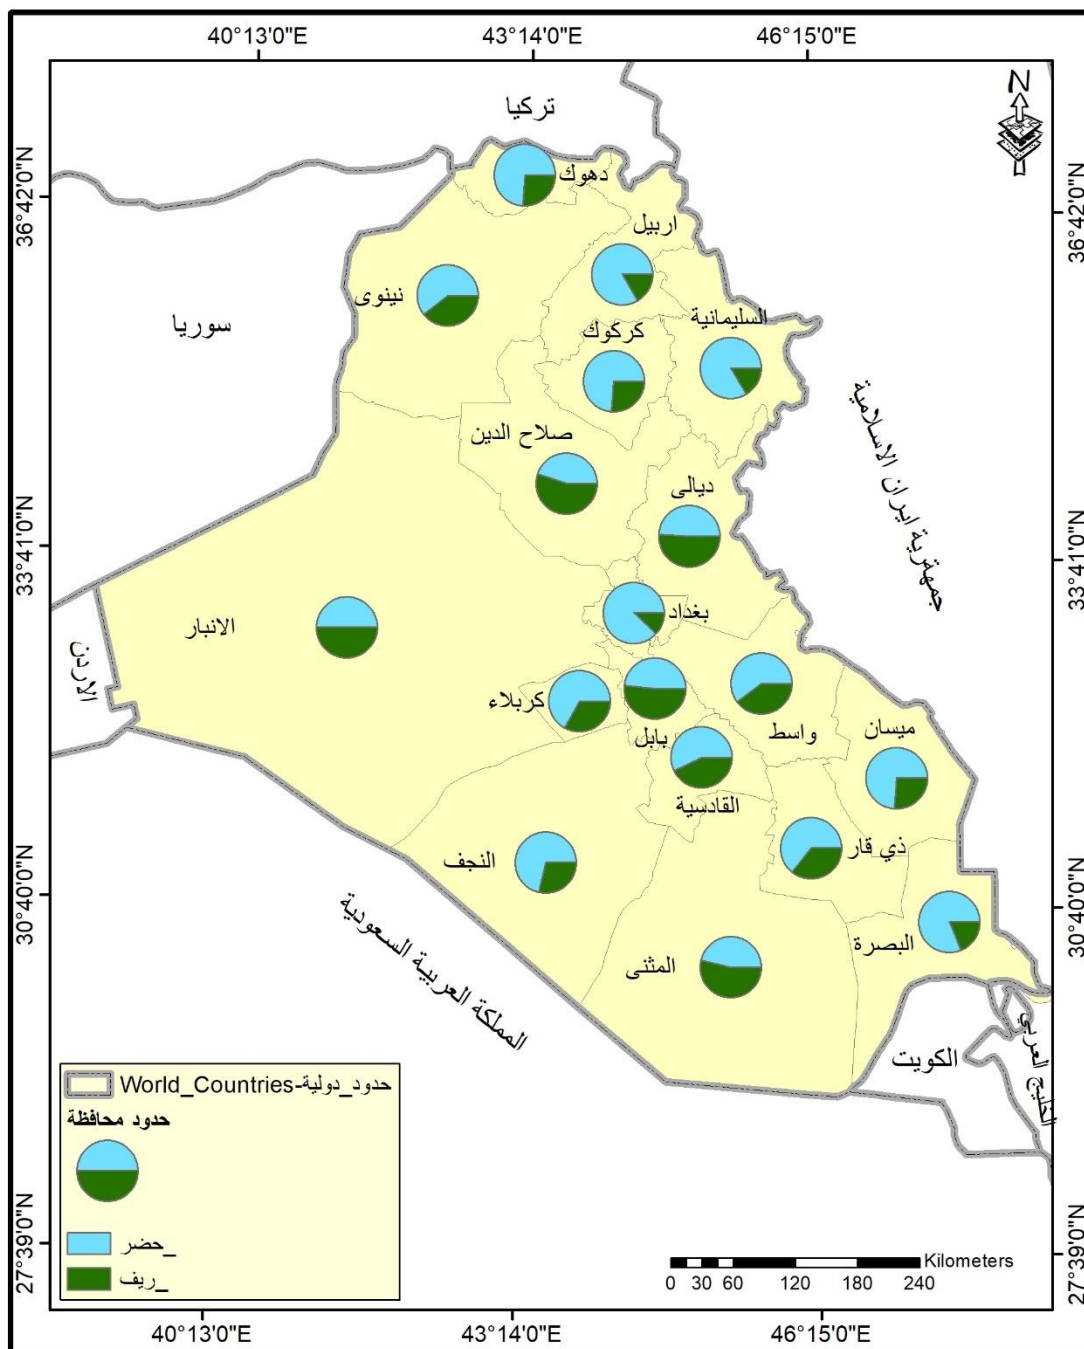 40°13'0"E
43°14'0"E
46°15'0"E
36°42'0"N
33°41'0"N
30°40'0"N
27°39'0"N
36°42'0"N
33°41'0"N
30°40'0"N
27°39'0"N
N
تركيا
دهوك
اربيل
نينوى
سوريا
كركوك
السليمانية
صلاح الدين
ديالى
جمهترية ايران الاسلامية
بغداد
الانبار
الاردن
كربلاء
بابل
واسط
ميسان
القادسية
النجف
ذي قار
المثنى
البصرة
المملكة العربية السعودية
الكويت
الخليج العربي
World_Countries-حدود_دولية
حدود محافظة
_حضر
_ريف
Kilometers
0 30 60 120 180 240
40°13'0"E
43°14'0"E
46°15'0"E